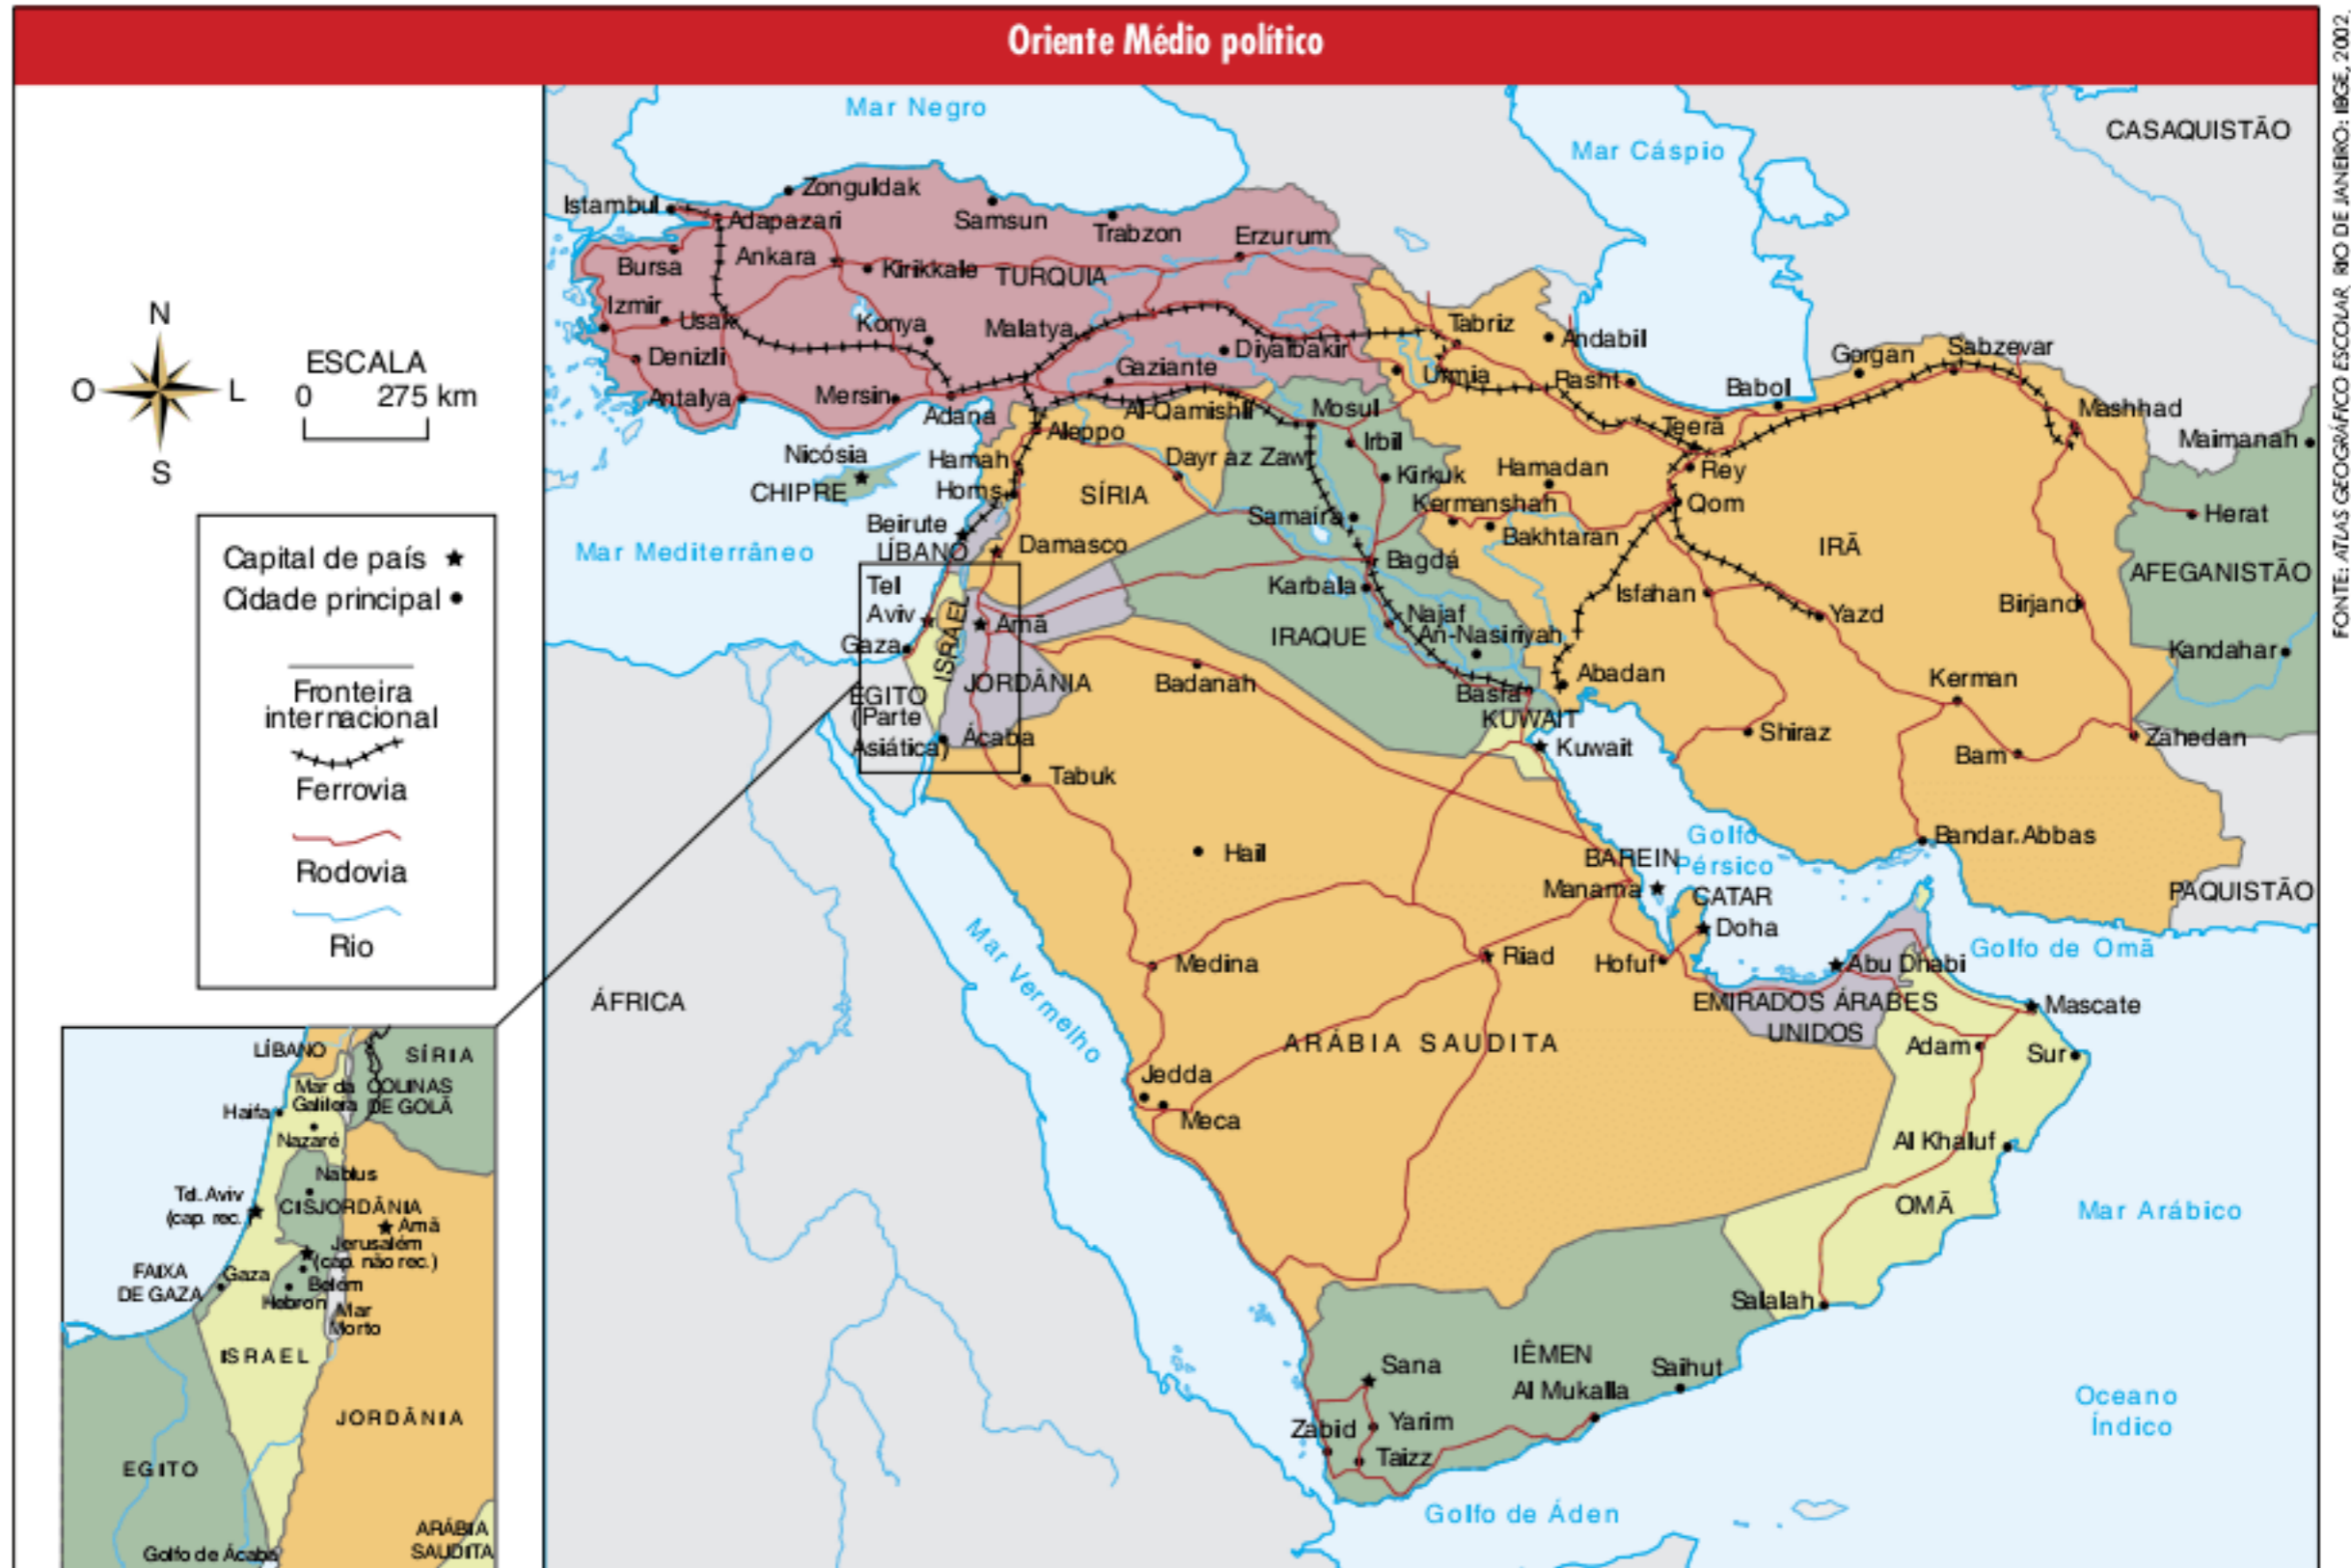 Oriente Médio político
FONTE: ATLAS GEOGRÁFICO ESCOLAR. RIO DE JANEIRO: IBGE, 2002.
N
O
L
S
ESCALA
0 275 km
Capital de país
Cidade principal
Fronteira
internacional
Ferrovia
Rodovia
Rio
Mar Negro
Mar Cáspio
CASAQUISTÃO
Istambul
Zonguldak
Adapazari
Samsun
Trabzon
Erzurum
Bursa
Ankara
Kirikkale
TURQUIA
Izmir
Usak
Konya
Malatya
Denizli
Gaziante
Diyalbakir
Antalya
Mersin
Adana
Tabriz
Andabil
Urmia
Rasht
Babol
Gorgan
Sabzevar
Mashhad
Maimanah
Al-Qamishli
Mosul
Aleppo
Teerã
Nicósia
CHIPRE
Hamah
Homs
Dayr az Zaw
Irbil
Kirkuk
Hamadan
Rey
Kermanshah
Qom
Herat
SÍRIA
Samaíra
Bakhtaran
IRÃ
Beirute
LÍBANO
Damasco
Mar Mediterrâneo
Bagdá
AFEGANISTÃO
Tel
Aviv
Karbala
Isfahan
Yazd
Birjand
Gaza
ISRAEL
Amã
IRAQUE
Najaf
An-Nasiriyah
Kandahar
EGITO
(Parte
Asiática)
JORDÂNIA
Ácaba
Badanah
Basra
Abadan
Kerman
KUWAIT
Kuwait
Shiraz
Bam
Zahedan
Tabuk
Hail
Golfo
Pérsico
Bandar.Abbas
BAREIN
Manama
CATAR
Doha
PAQUISTÃO
Golfo de Omã
Mar Vermelho
Medina
Riad
Hofuf
Abu Dhabi
ÁFRICA
EMIRADOS ÁRABES
UNIDOS
Mascate
ARÁBIA SAUDITA
Adam
Sur
Jedda
Meca
Al Khaluf
OMÃ
Mar Arábico
Salalah
IÊMEN
Sana
Saihut
Al Mukalla
Zabid
Yarim
Taizz
Oceano
Índico
Golfo de Áden
LÍBANO
SÍRIA
Mar da
Galileia
COLINAS
DE GOLÃ
Haifa
Nazaré
Nablus
Tel. Aviv
(cap. rec.)
CISJORDÂNIA
Amã
Jerusalém
(cap. não rec.)
FAIXA
DE GAZA
Gaza
Belém
Hebron
Mar
Morto
ISRAEL
JORDÂNIA
EGITO
ARÁBIA
SAUDITA
Golfo de Ácaba